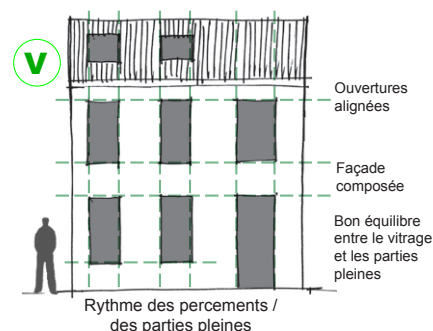 V
Ouvertures
alignées
Façade
composée
Bon équilibre
entre le vitrage
et les parties
pleines
Rythme des percements /
des parties pleines